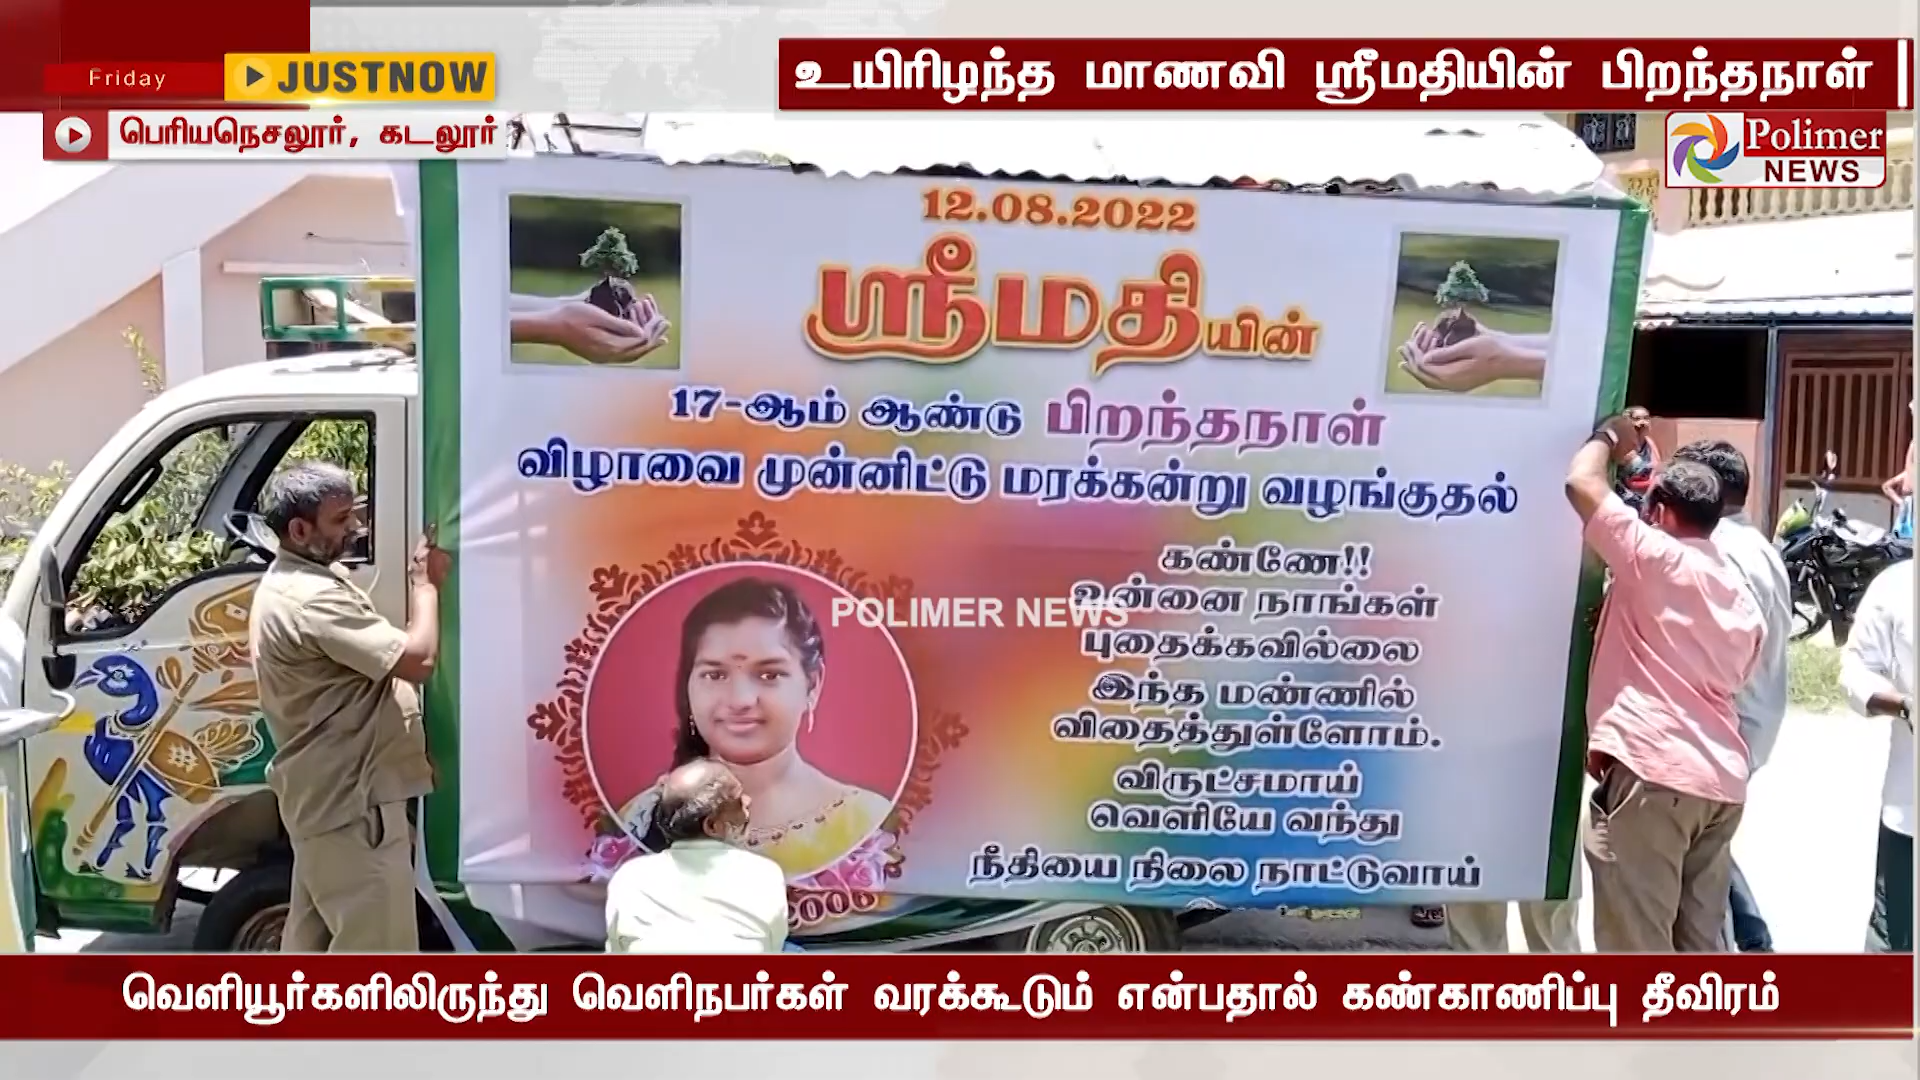 Friday
JUSTNOW
உயிரிழந்த மாணவி ஸ்ரீமதியின் பிறந்தநாள்
பெரியநெசலூர், கடலூர்
Polimer
NEWS
12.08.2022
ஸ்ரீமதியின்
17-ஆம் ஆண்டு பிறந்தநாள்
விழாவை முன்னிட்டு மரக்கன்று வழங்குதல்
கண்ணே!!
உன்னை நாங்கள்
புதைக்கவில்லை
இந்த மண்ணில்
விதைத்துள்ளோம்.
விருட்சமாய்
வெளியே வந்து
நீதியை நிலை நாட்டுவாய்
POLIMER NEWS
வெளியூர்களிலிருந்து வெளிநபர்கள் வரக்கூடும் என்பதால் கண்காணிப்பு தீவிரம்